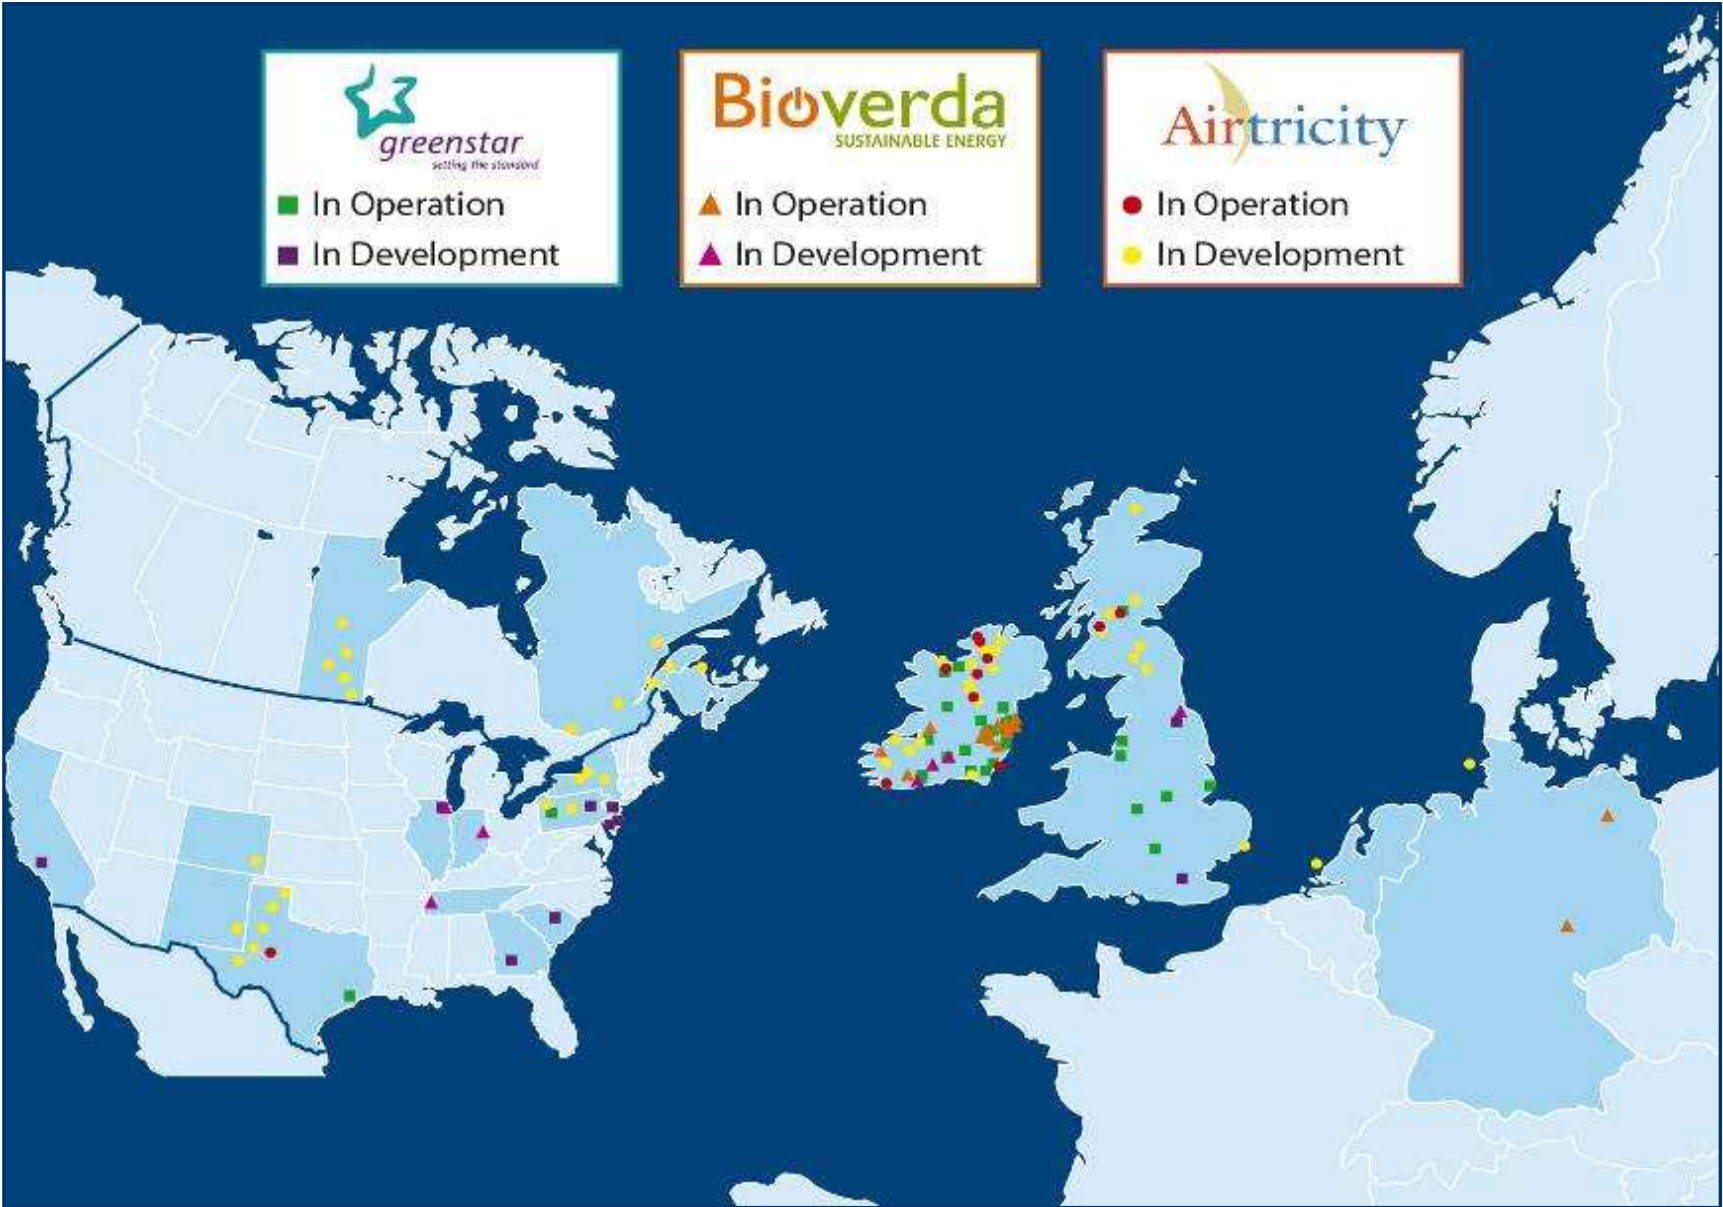 greenstar
setting the standard
In Operation
In Development
Bioverda
SUSTAINABLE ENERGY
In Operation
In Development
Airtricity
In Operation
In Development